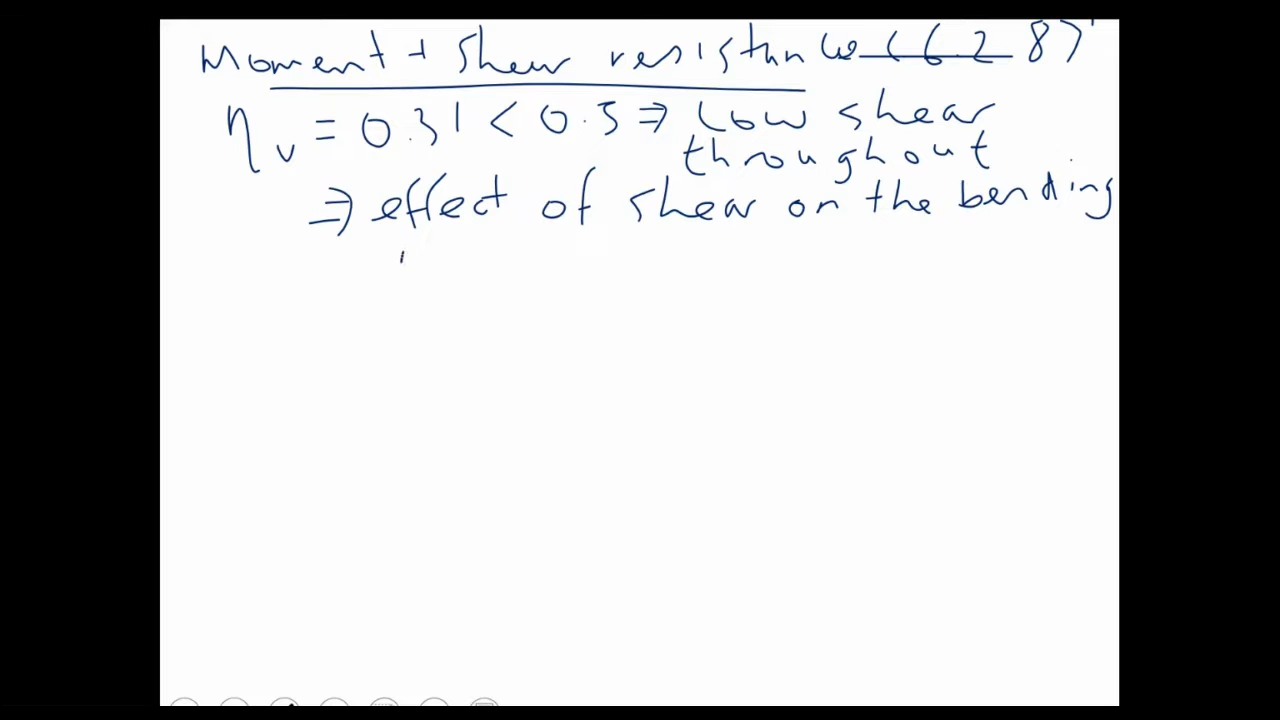 Moment + shear resistance (6.2.8)
ηv = 0.31 < 0.5 ⇒ Low shear
throughout
⇒ effect of shear on the bending